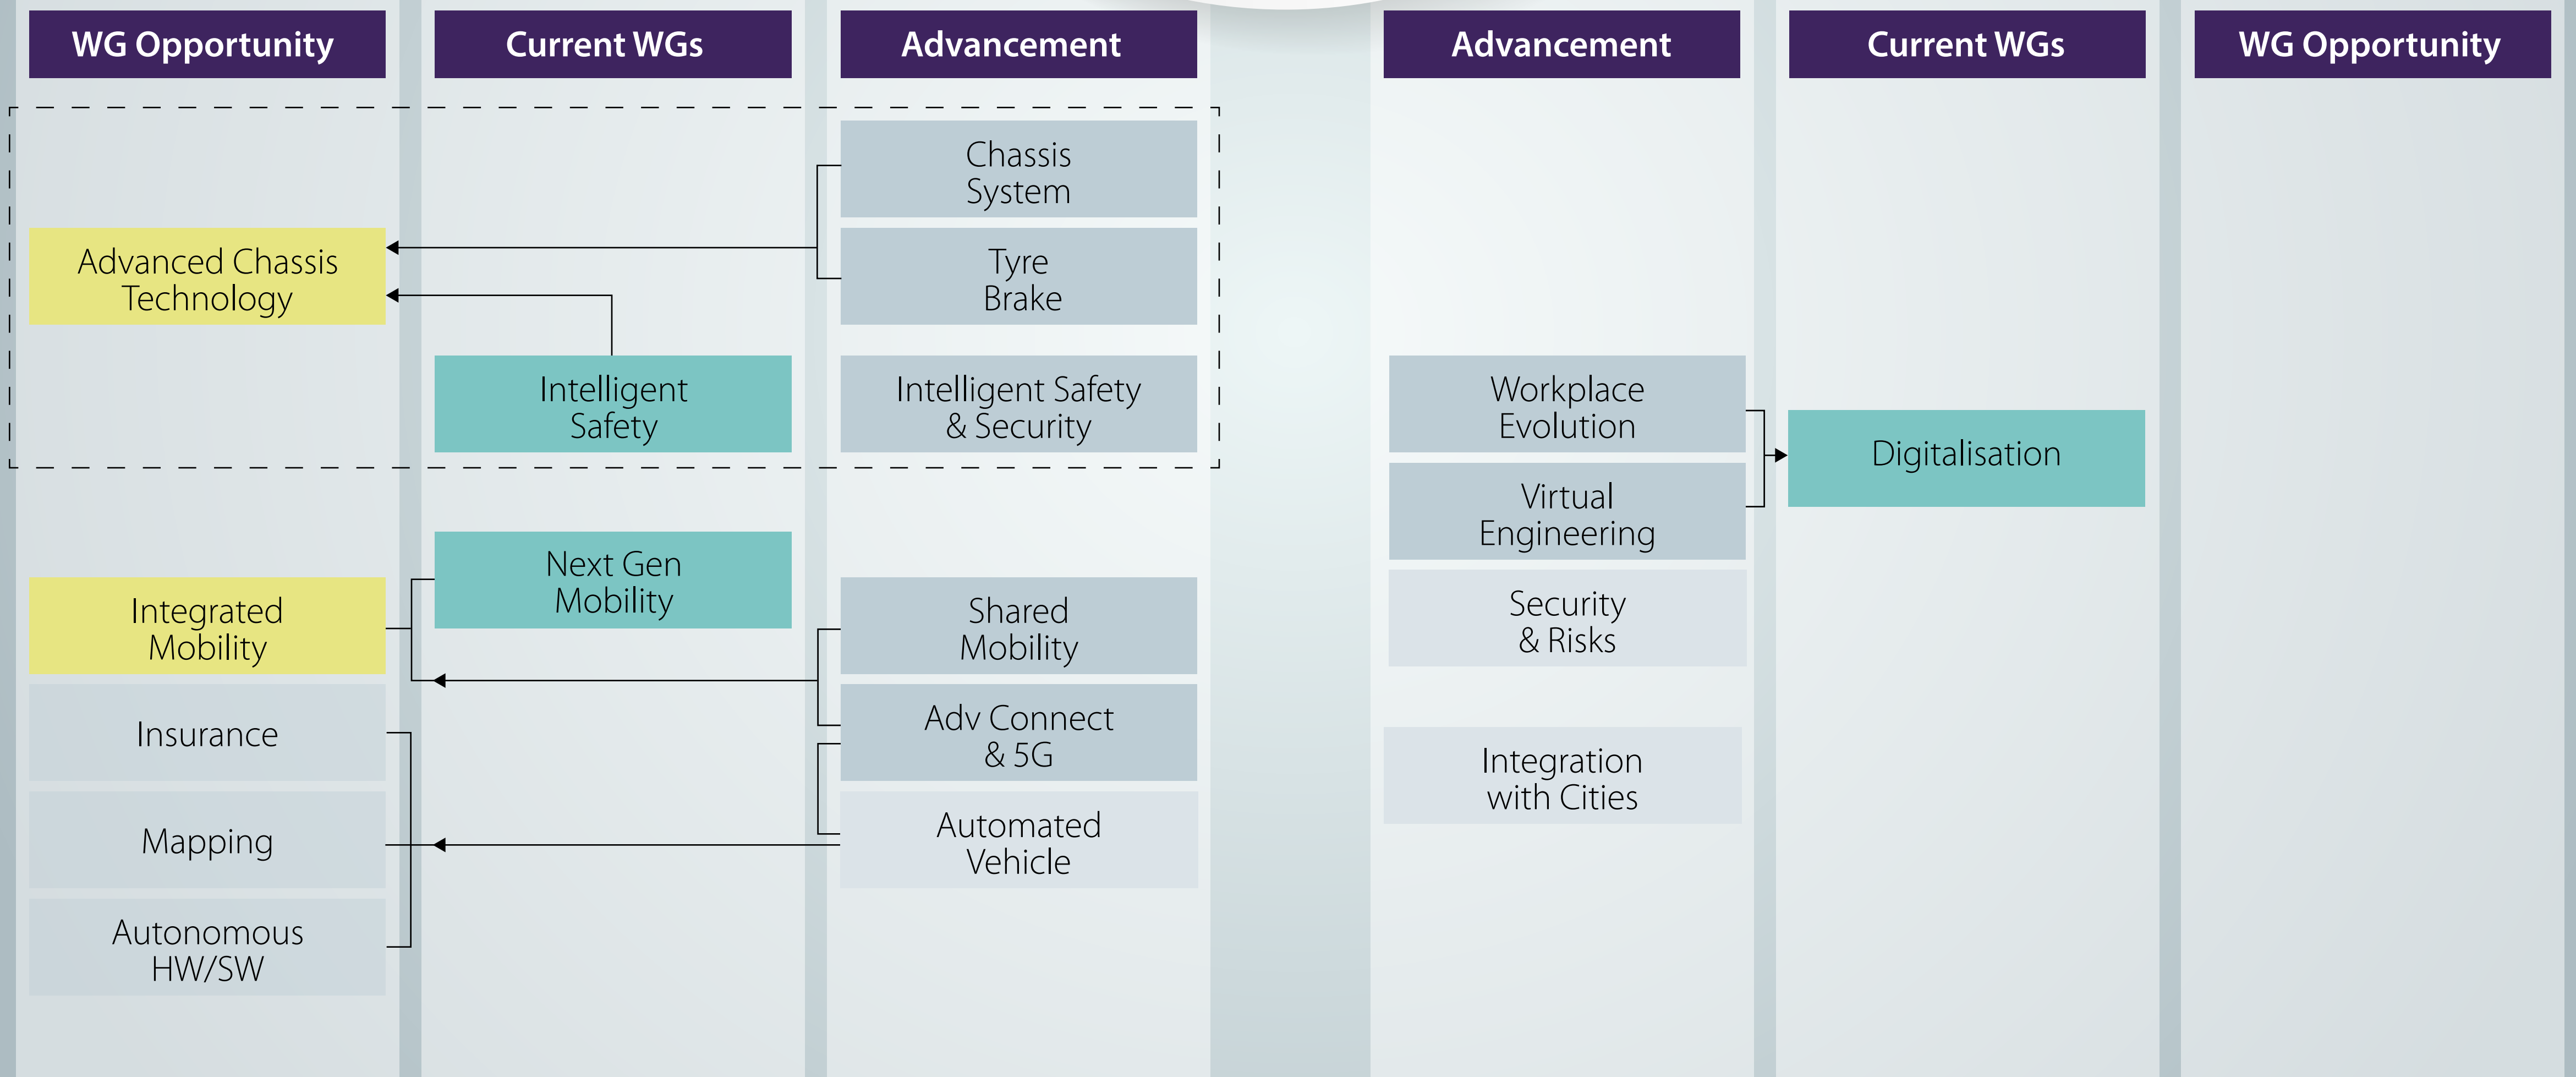 WG Opportunity
Current WGs
Advancement
Advancement
Current WGs
WG Opportunity
Chassis
System
Advanced Chassis
Technology
Tyre
Brake
Intelligent
Safety
Intelligent Safety
& Security
Workplace
Evolution
Digitalisation
Virtual
Engineering
Next Gen
Mobility
Integrated
Mobility
Shared
Mobility
Security
& Risks
Insurance
Adv Connect
& 5G
Integration
with Cities
Mapping
Automated
Vehicle
Autonomous
HW/SW